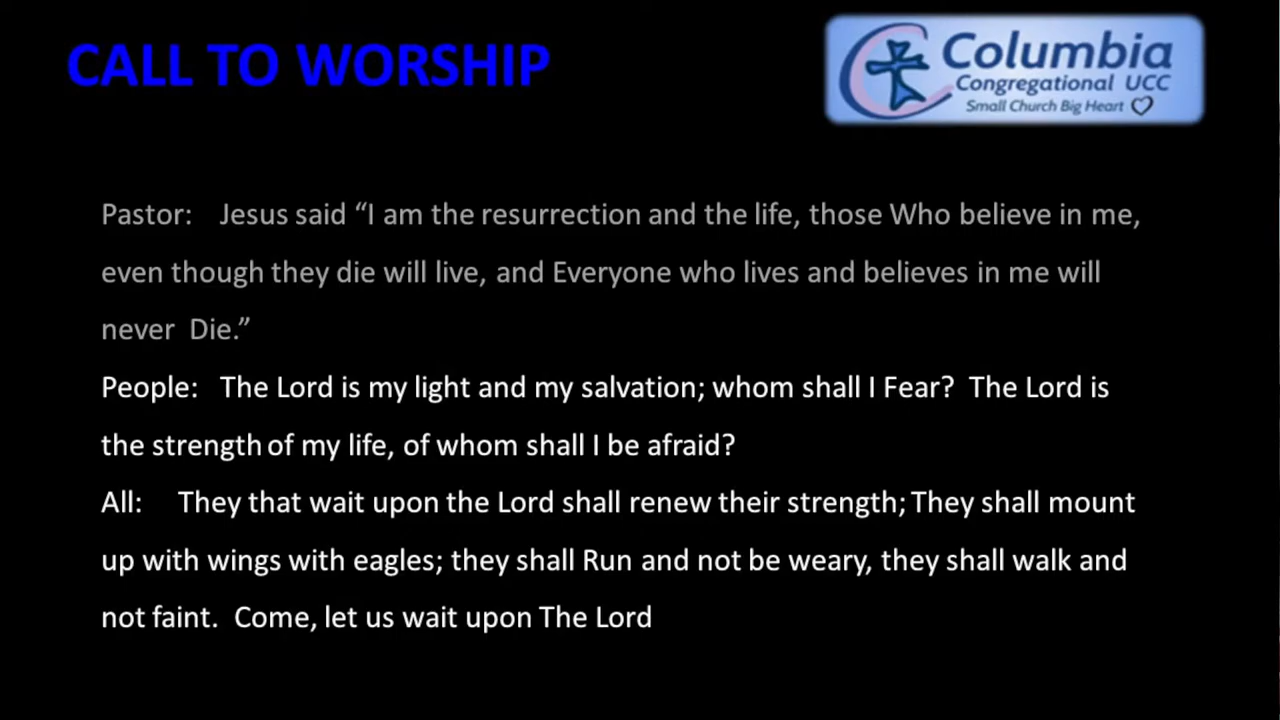 CALL TO WORSHIP
Columbia
Congregational UCC
Small Church Big Heart
Pastor: Jesus said “I am the resurrection and the life, those Who believe in me,
even though they die will live, and Everyone who lives and believes in me will
never Die.”
People: The Lord is my light and my salvation; whom shall I Fear? The Lord is
the strength of my life, of whom shall I be afraid?
All: They that wait upon the Lord shall renew their strength; They shall mount
up with wings with eagles; they shall Run and not be weary, they shall walk and
not faint. Come, let us wait upon The Lord